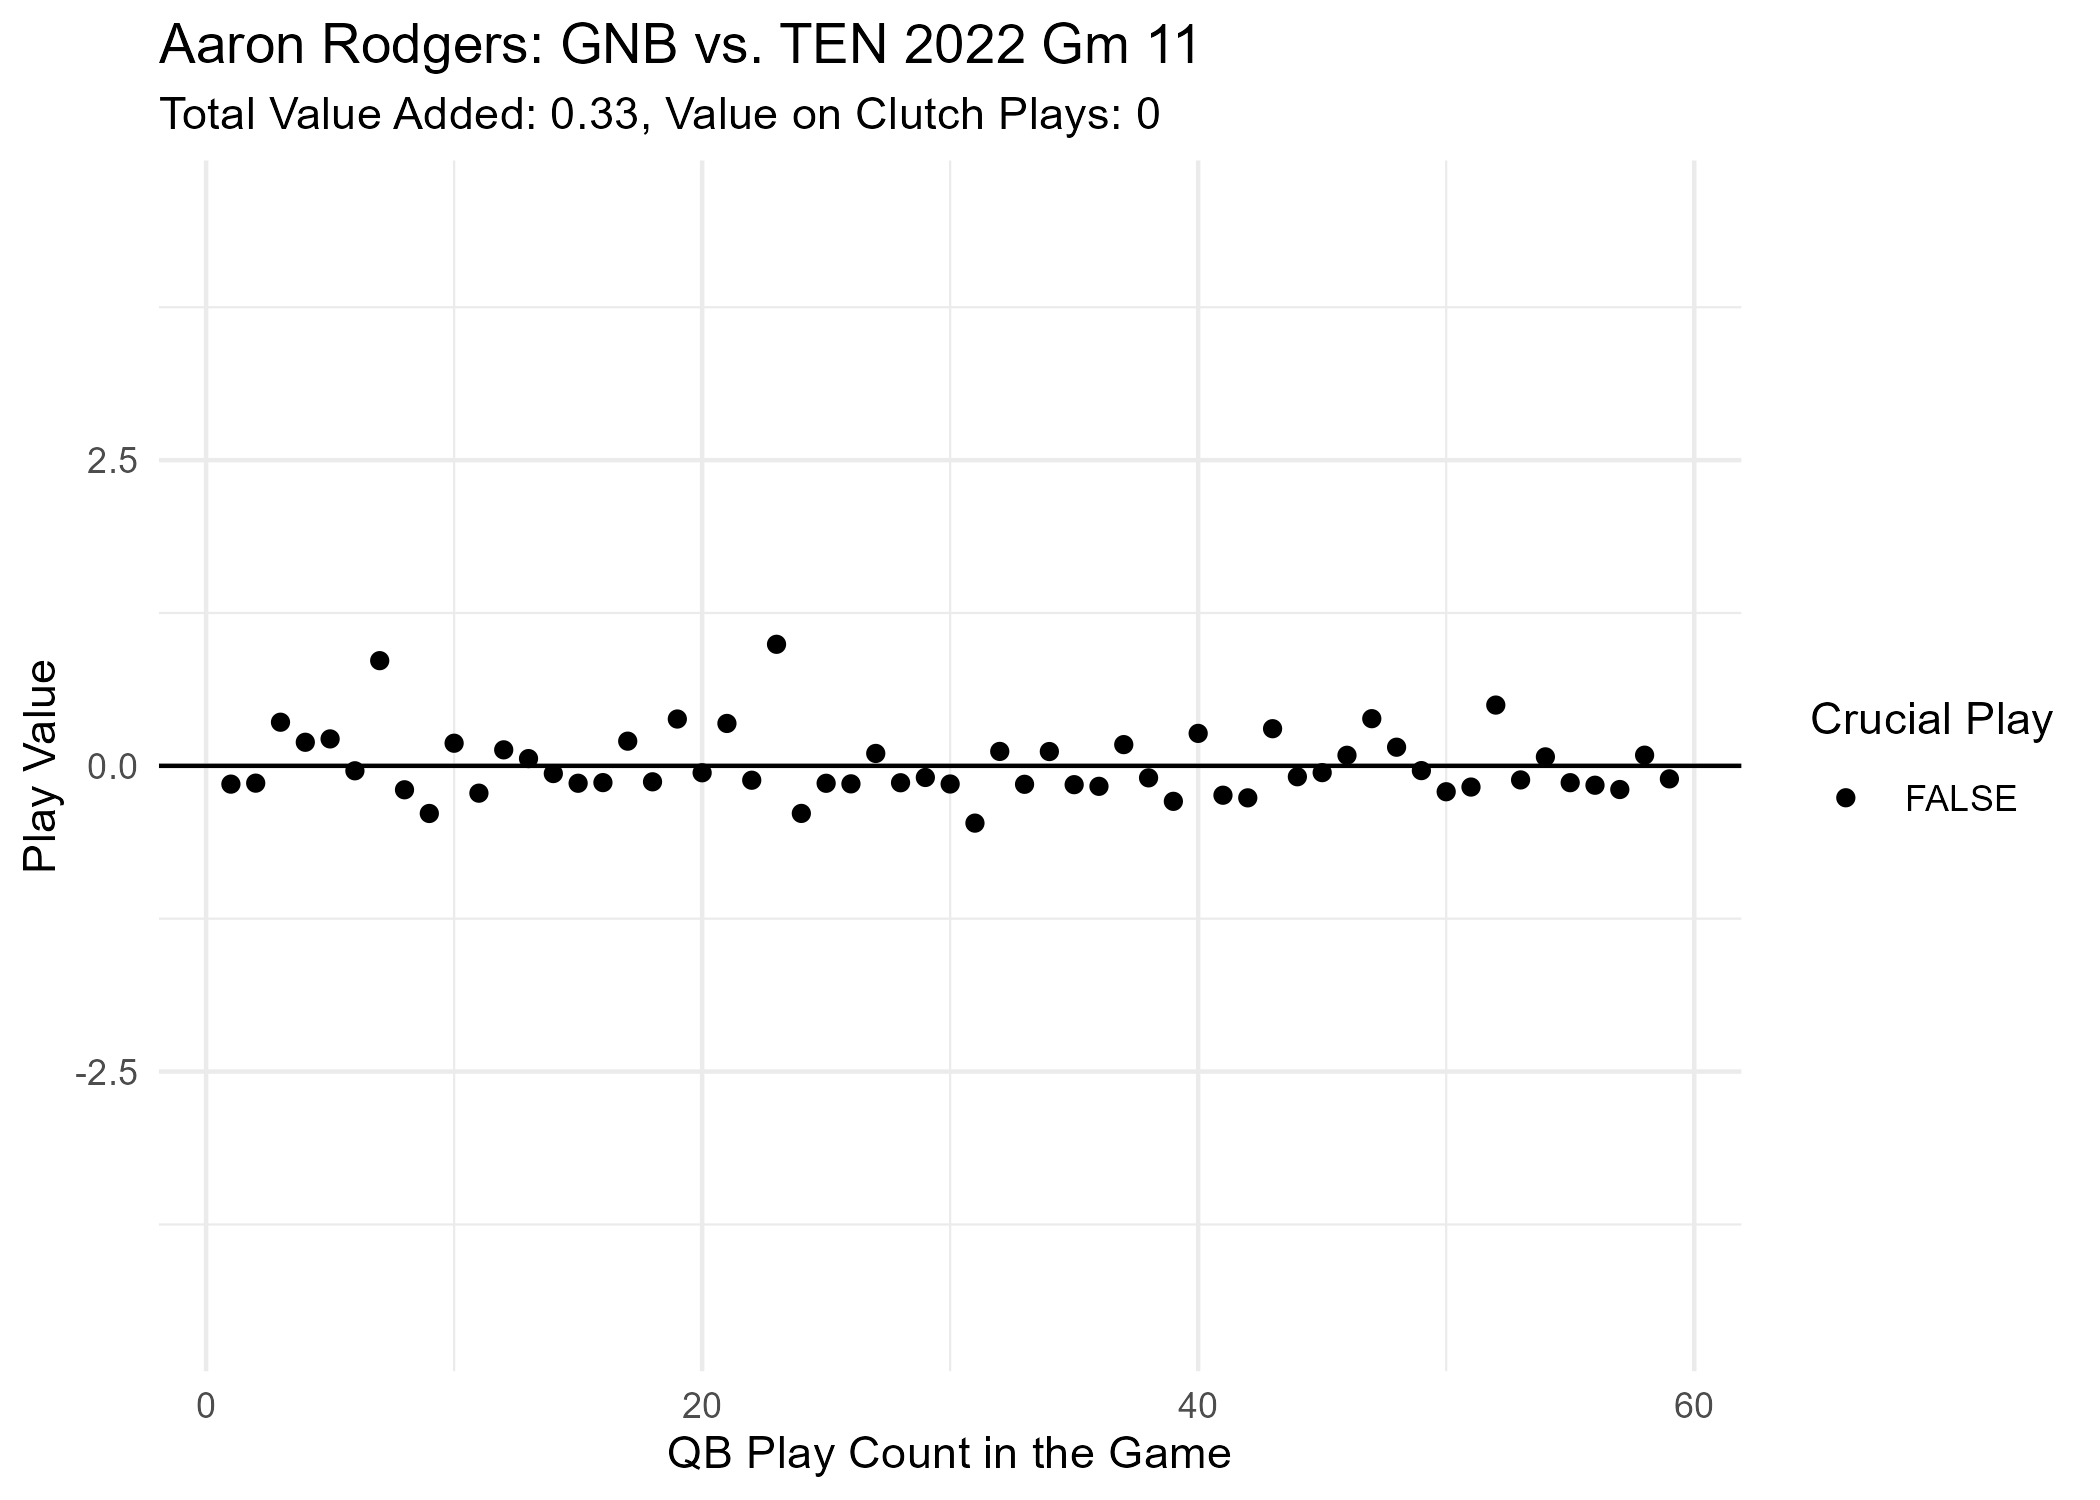 Aaron Rodgers: GNB vs. TEN 2022 Gm 11
Total Value Added: 0.33, Value on Clutch Plays: 0
Play Value
2.5
0.0
-2.5
0 20 40 60
QB Play Count in the Game
Crucial Play
FALSE